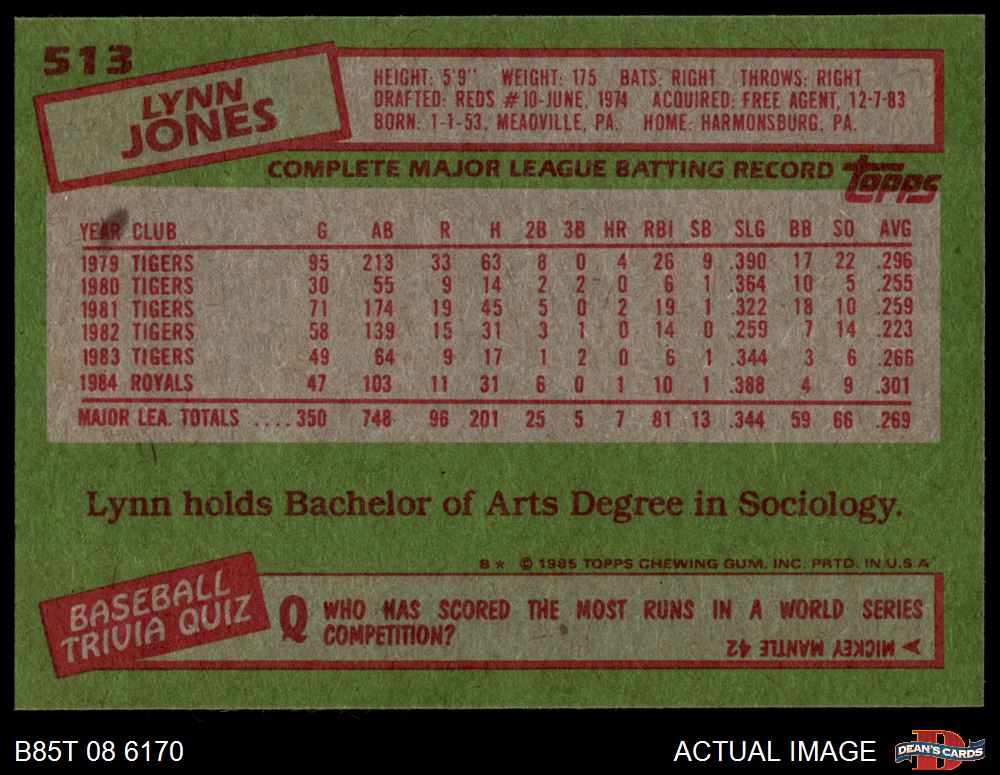 513
LYNN
JONES
HEIGHT: 5'9" WEIGHT: 175 BATS: RIGHT THROWS: RIGHT
DRAFTED: REDS #10-JUNE, 1974 ACQUIRED: FREE AGENT, 12-7-83
BORN: 1-1-53, MEADVILLE, PA. HOME: HARMONSBURG, PA.
COMPLETE MAJOR LEAGUE BATTING RECORD
topps
YEAR CLUB G AB R H 2B 3B HR RBI SB SLG BB SO AVG
1979 TIGERS 95 213 33 63 8 0 4 26 9 .390 17 22 .296
1980 TIGERS 30 55 9 14 2 2 0 6 1 .364 10 5 .255
1981 TIGERS 71 174 19 45 5 0 2 19 1 .322 18 10 .259
1982 TIGERS 58 139 15 31 3 1 0 14 0 .259 7 14 .223
1983 TIGERS 49 64 9 17 1 2 0 6 1 .344 3 6 .266
1984 ROYALS 47 103 11 31 6 0 1 10 1 .388 4 9 .301
MAJOR LEA. TOTALS ....350 748 96 201 25 5 7 81 13 .344 59 66 .269
Lynn holds Bachelor of Arts Degree in Sociology.
B★ © 1985 TOPPS CHEWING GUM, INC. PRTD. IN U.S.A
BASEBALL
TRIVIA QUIZ
Q WHO HAS SCORED THE MOST RUNS IN A WORLD SERIES
COMPETITION?
MICKEY MANTLE 42
B85T 08 6170
ACTUAL IMAGE
D
DEAN'S CARDS